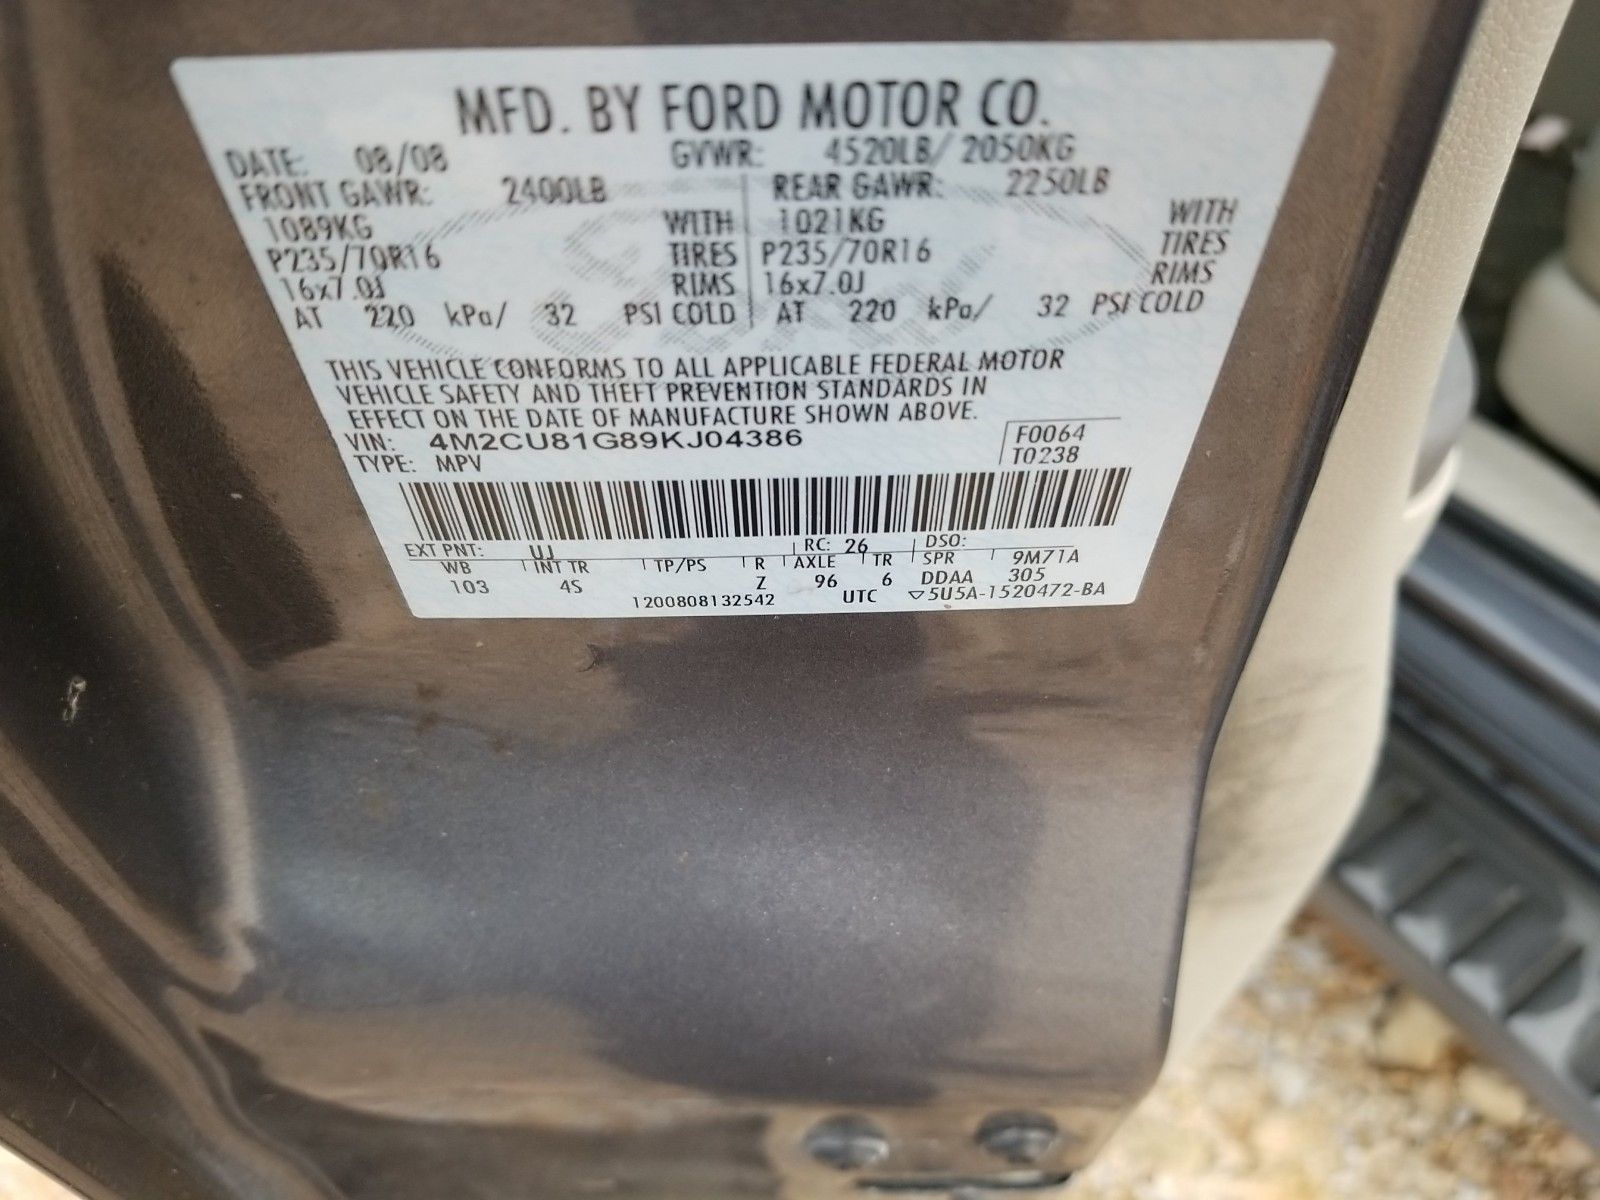 MFD. BY FORD MOTOR CO.
DATE: 08/08 GVWR: 4520LB/ 2050KG
FRONT GAWR: 2400LB REAR GAWR: 2250LB
1089KG WITH 1021KG WITH
P235/70R16 TIRES P235/70R16 TIRES
16x7.0J RIMS 16x7.0J RIMS
AT 220 kPa/ 32 PSI COLD AT 220 kPa/ 32 PSI COLD
THIS VEHICLE CONFORMS TO ALL APPLICABLE FEDERAL MOTOR
VEHICLE SAFETY AND THEFT PREVENTION STANDARDS IN
EFFECT ON THE DATE OF MANUFACTURE SHOWN ABOVE.
VIN: 4M2CU81G89KJ04386 F0064
TYPE: MPV T0238
EXT PNT: UJ RC: 26 DSO:
WB INT TR TP/PS R AXLE TR SPR 9M71A
103 4S Z 96 6 DDAA 305
1200808132542 UTC ▽5U5A-1520472-BA